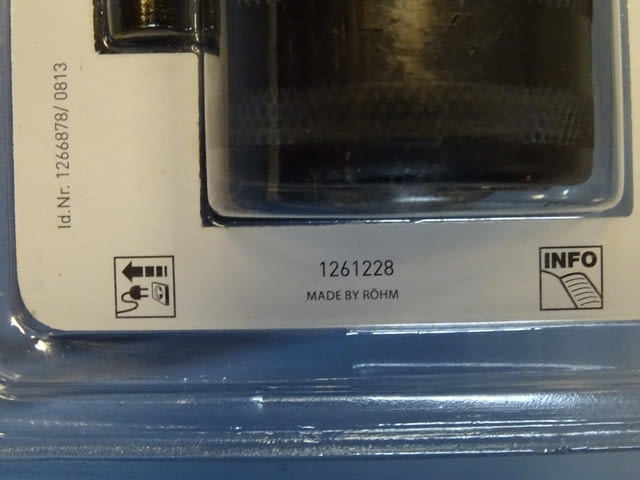 Id.Nr. 1266878/ 0813
1261228
MADE BY RÖHM
INFO